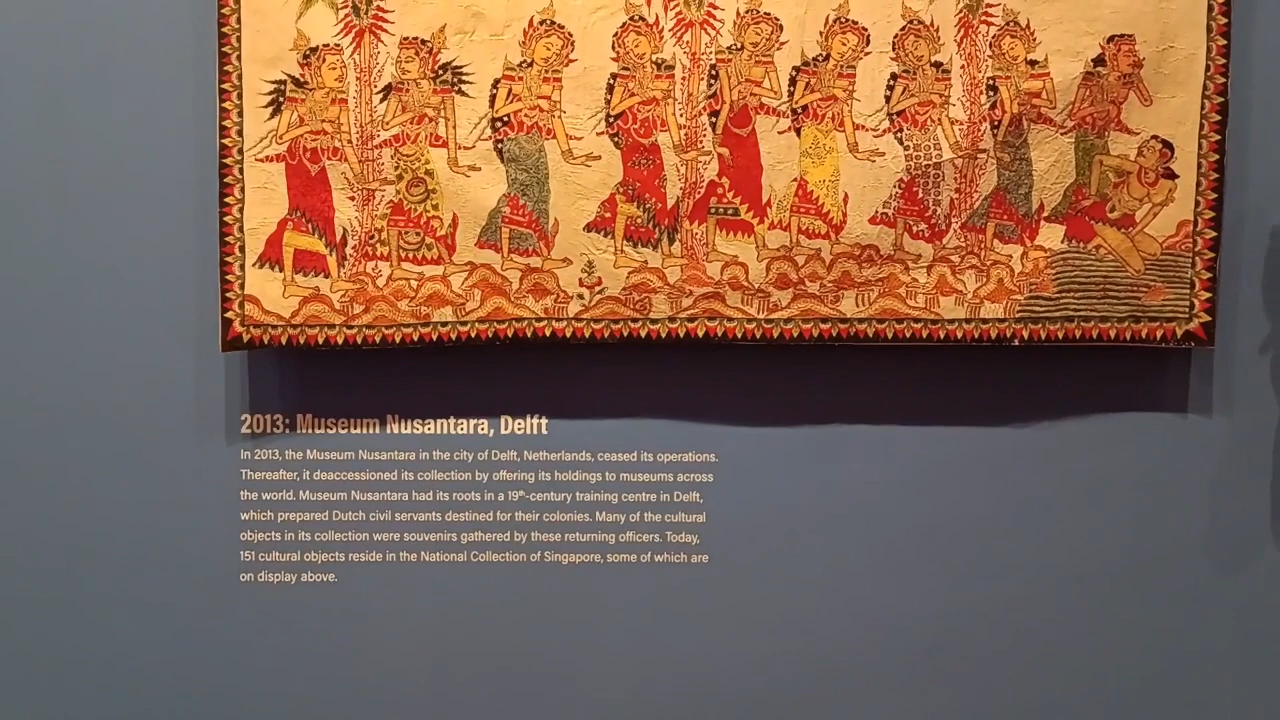 2013: Museum Nusantara, Delft
In 2013, the Museum Nusantara in the city of Delft, Netherlands, ceased its operations.
Thereafter, it deaccessioned its collection by offering its holdings to museums across
the world. Museum Nusantara had its roots in a 19th-century training centre in Delft,
which prepared Dutch civil servants destined for their colonies. Many of the cultural
objects in its collection were souvenirs gathered by these returning officers. Today,
151 cultural objects reside in the National Collection of Singapore, some of which are
on display above.